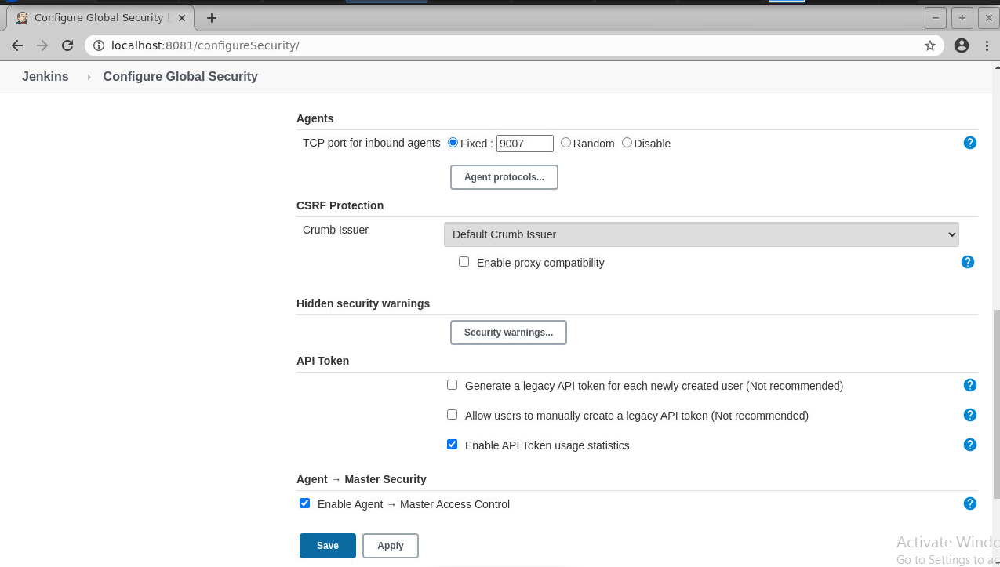 Configure Global Security [
localhost:8081/configureSecurity/
Jenkins Configure Global Security
Agents
TCP port for inbound agents Fixed : 9007 Random Disable
Agent protocols...
CSRF Protection
Crumb Issuer Default Crumb Issuer
Enable proxy compatibility
Hidden security warnings
Security warnings...
API Token
Generate a legacy API token for each newly created user (Not recommended)
Allow users to manually create a legacy API token (Not recommended)
Enable API Token usage statistics
Agent → Master Security
Enable Agent → Master Access Control
Save Apply
Activate Windo
Go to Settings to ac